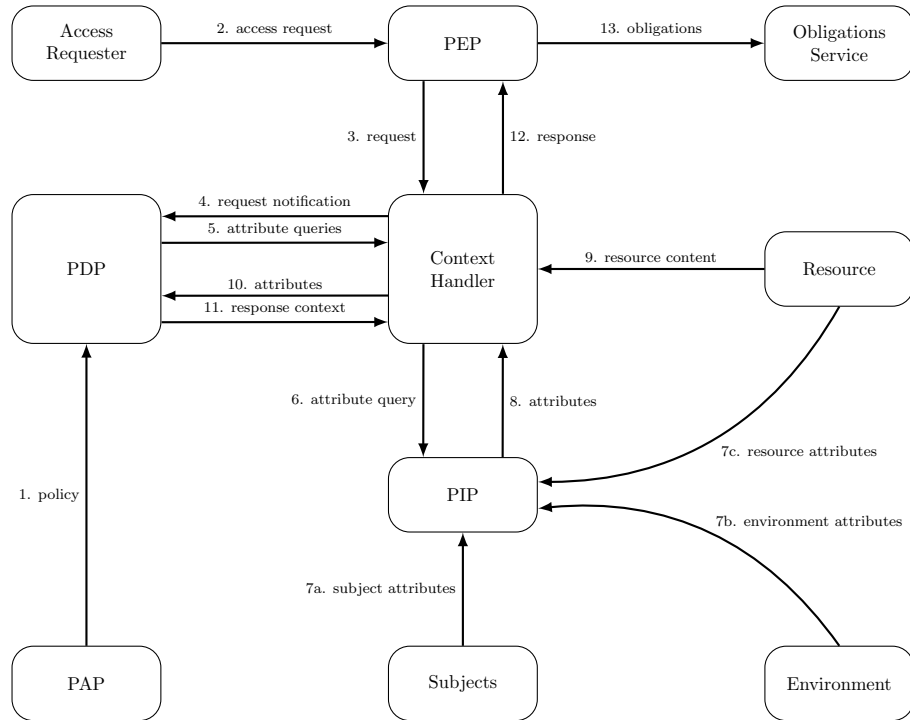 Access
Requester
2. access request
PEP
13. obligations
Obligations
Service
3. request
12. response
PDP
4. request notification
5. attribute queries
10. attributes
11. response context
Context
Handler
9. resource content
Resource
6. attribute query
8. attributes
7c. resource attributes
1. policy
PIP
7b. environment attributes
7a. subject attributes
PAP
Subjects
Environment